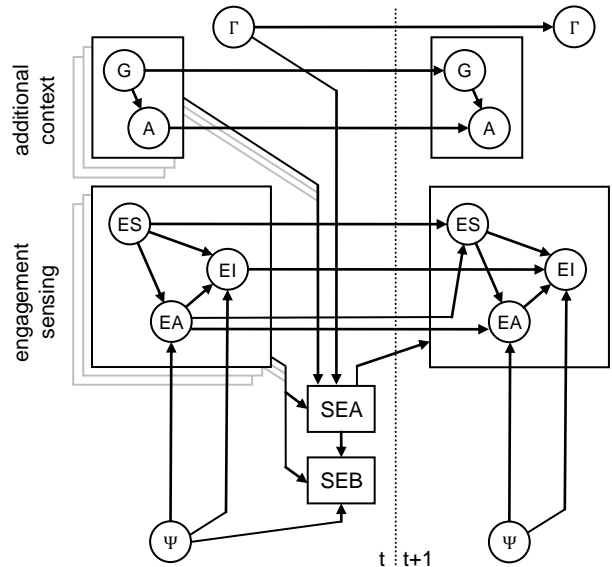 Γ
Γ
additional
context
G
A
G
A
engagement
sensing
ES
EI
EA
ES
EI
EA
SEA
SEB
Ψ
Ψ
t
t+1